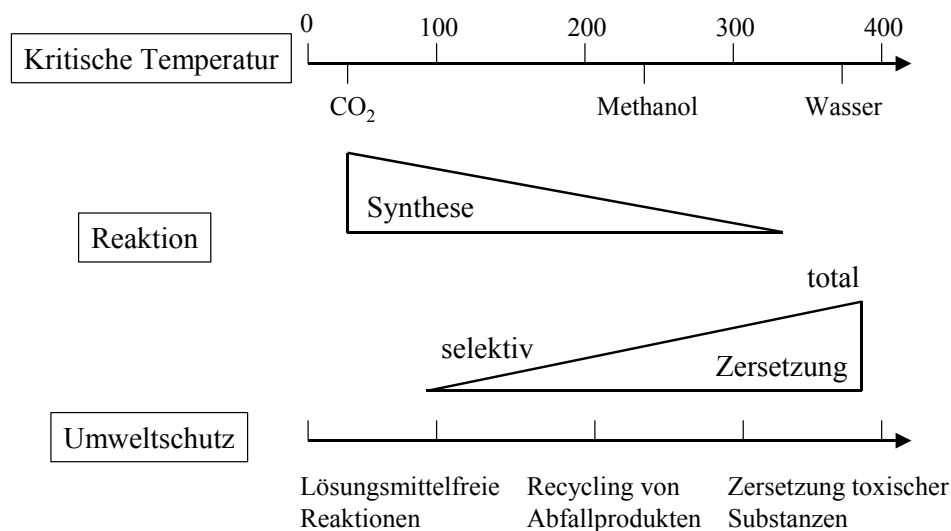 0 100 200 300 400
Kritische Temperatur
CO₂ Methanol Wasser
Synthese
Reaktion
total
selektiv
Zersetzung
Umweltschutz
Lösungsmittelfreie Recycling von Zersetzung toxischer
Reaktionen Abfallprodukten Substanzen